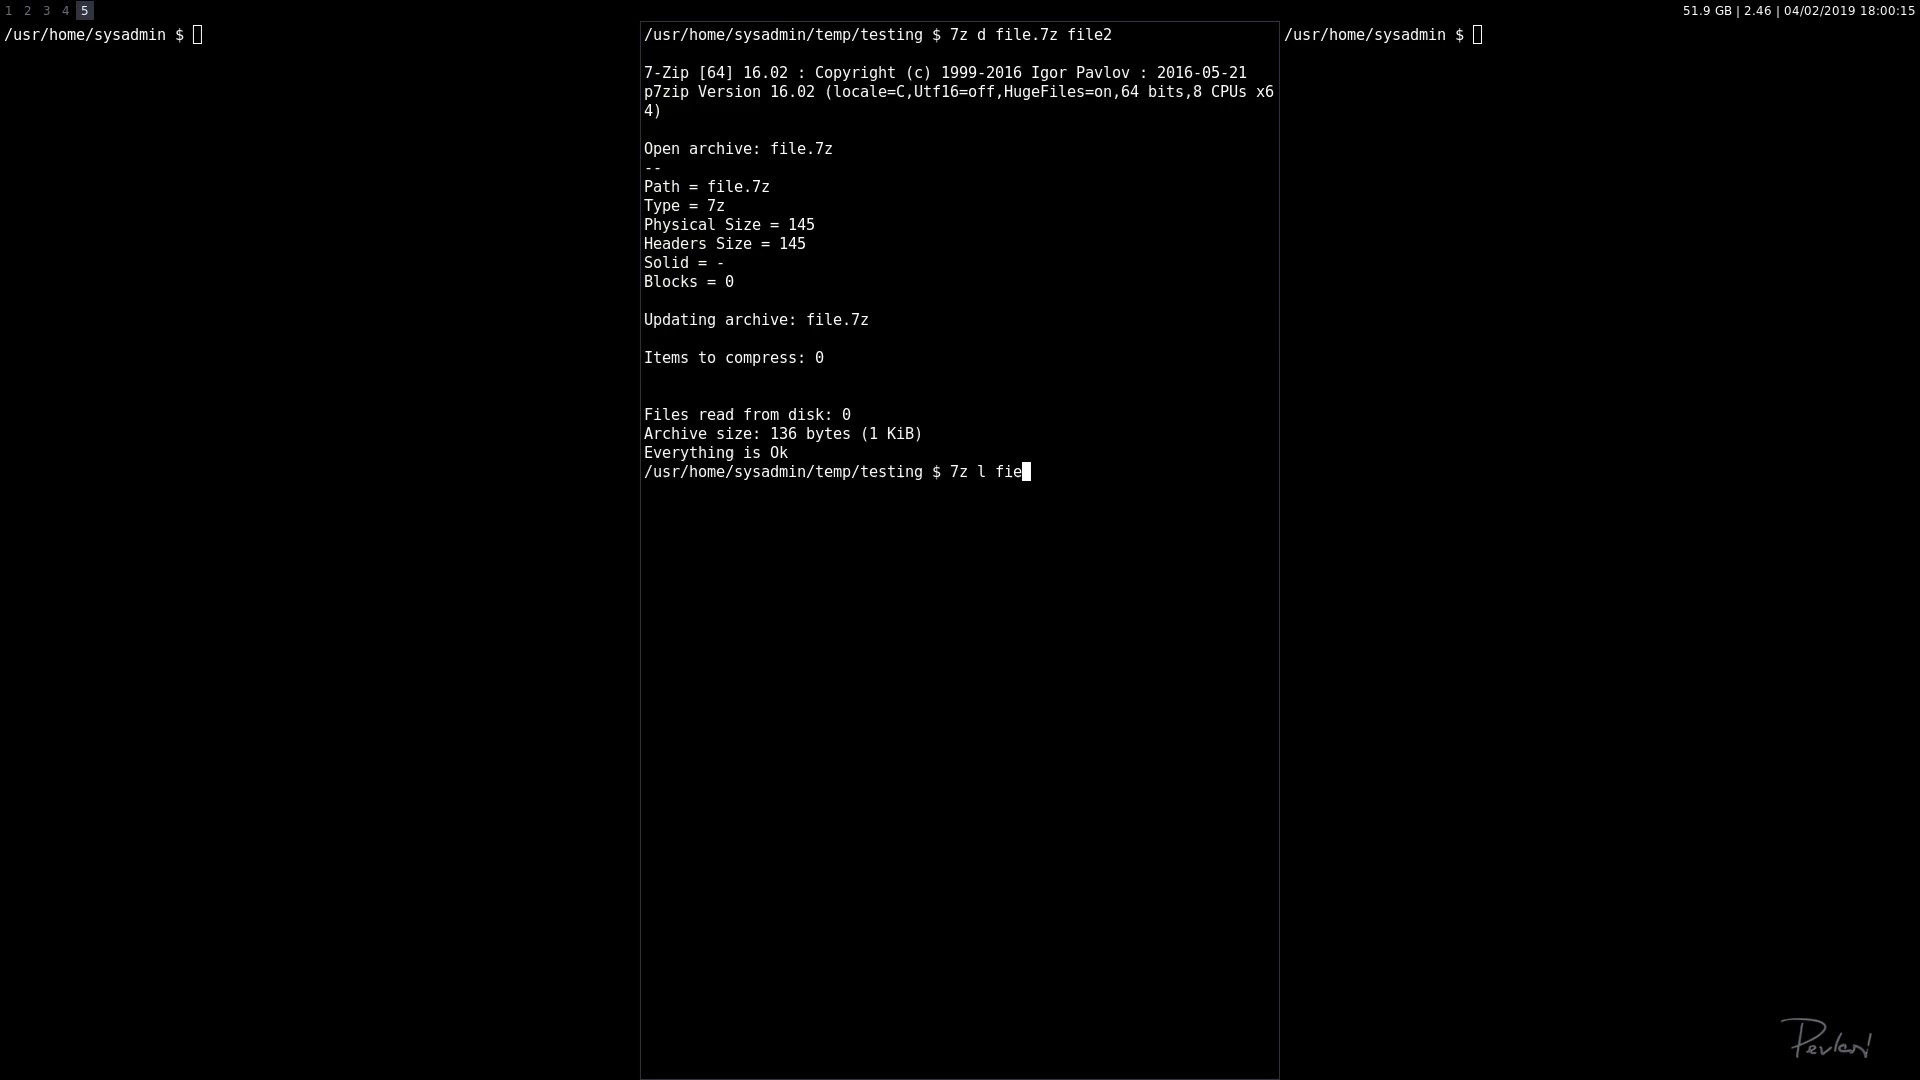 1 2 3 4 5
51.9 GB | 2.46 | 04/02/2019 18:00:15
/usr/home/sysadmin $
/usr/home/sysadmin/temp/testing $ 7z d file.7z file2
7-Zip [64] 16.02 : Copyright (c) 1999-2016 Igor Pavlov : 2016-05-21
p7zip Version 16.02 (locale=C,Utf16=off,HugeFiles=on,64 bits,8 CPUs x6
4)
Open archive: file.7z
--
Path = file.7z
Type = 7z
Physical Size = 145
Headers Size = 145
Solid = -
Blocks = 0
Updating archive: file.7z
Items to compress: 0
Files read from disk: 0
Archive size: 136 bytes (1 KiB)
Everything is Ok
/usr/home/sysadmin/temp/testing $ 7z l fie
/usr/home/sysadmin $